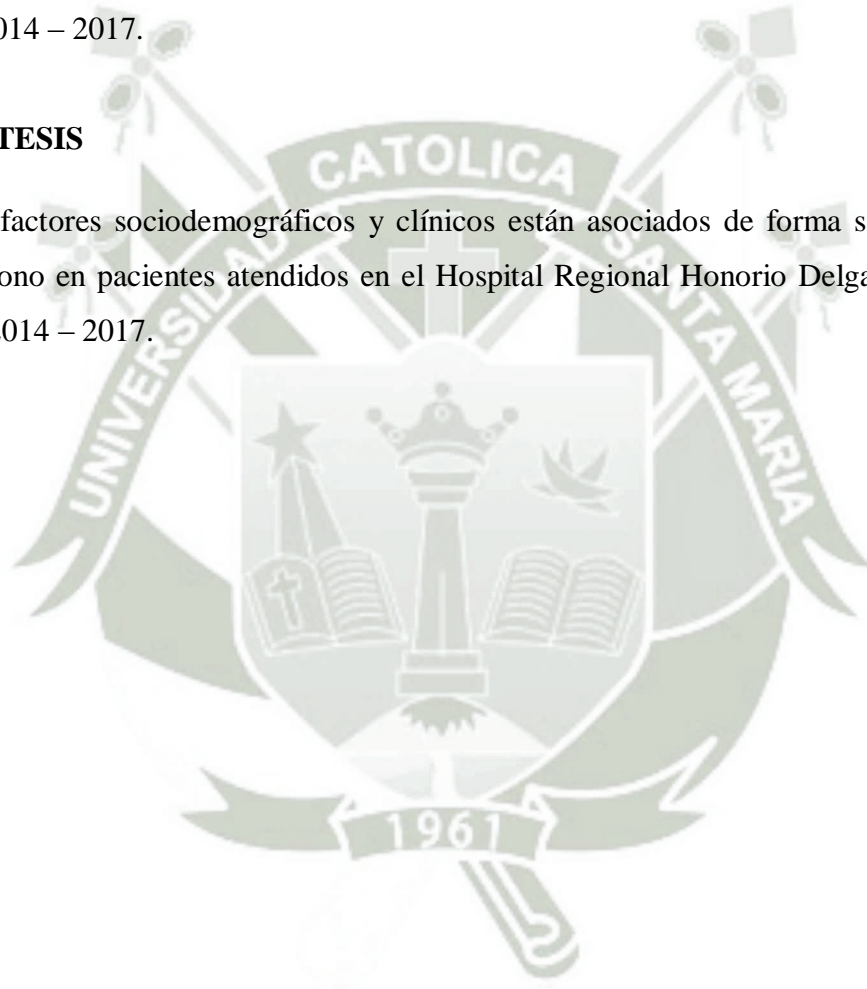 014 – 2017.
TESIS
factores sociodemográficos y clínicos están asociados de forma s
ono en pacientes atendidos en el Hospital Regional Honorio Delga
2014 – 2017.
UNIVERSIDAD CATOLICA SANTA MARIA
1961